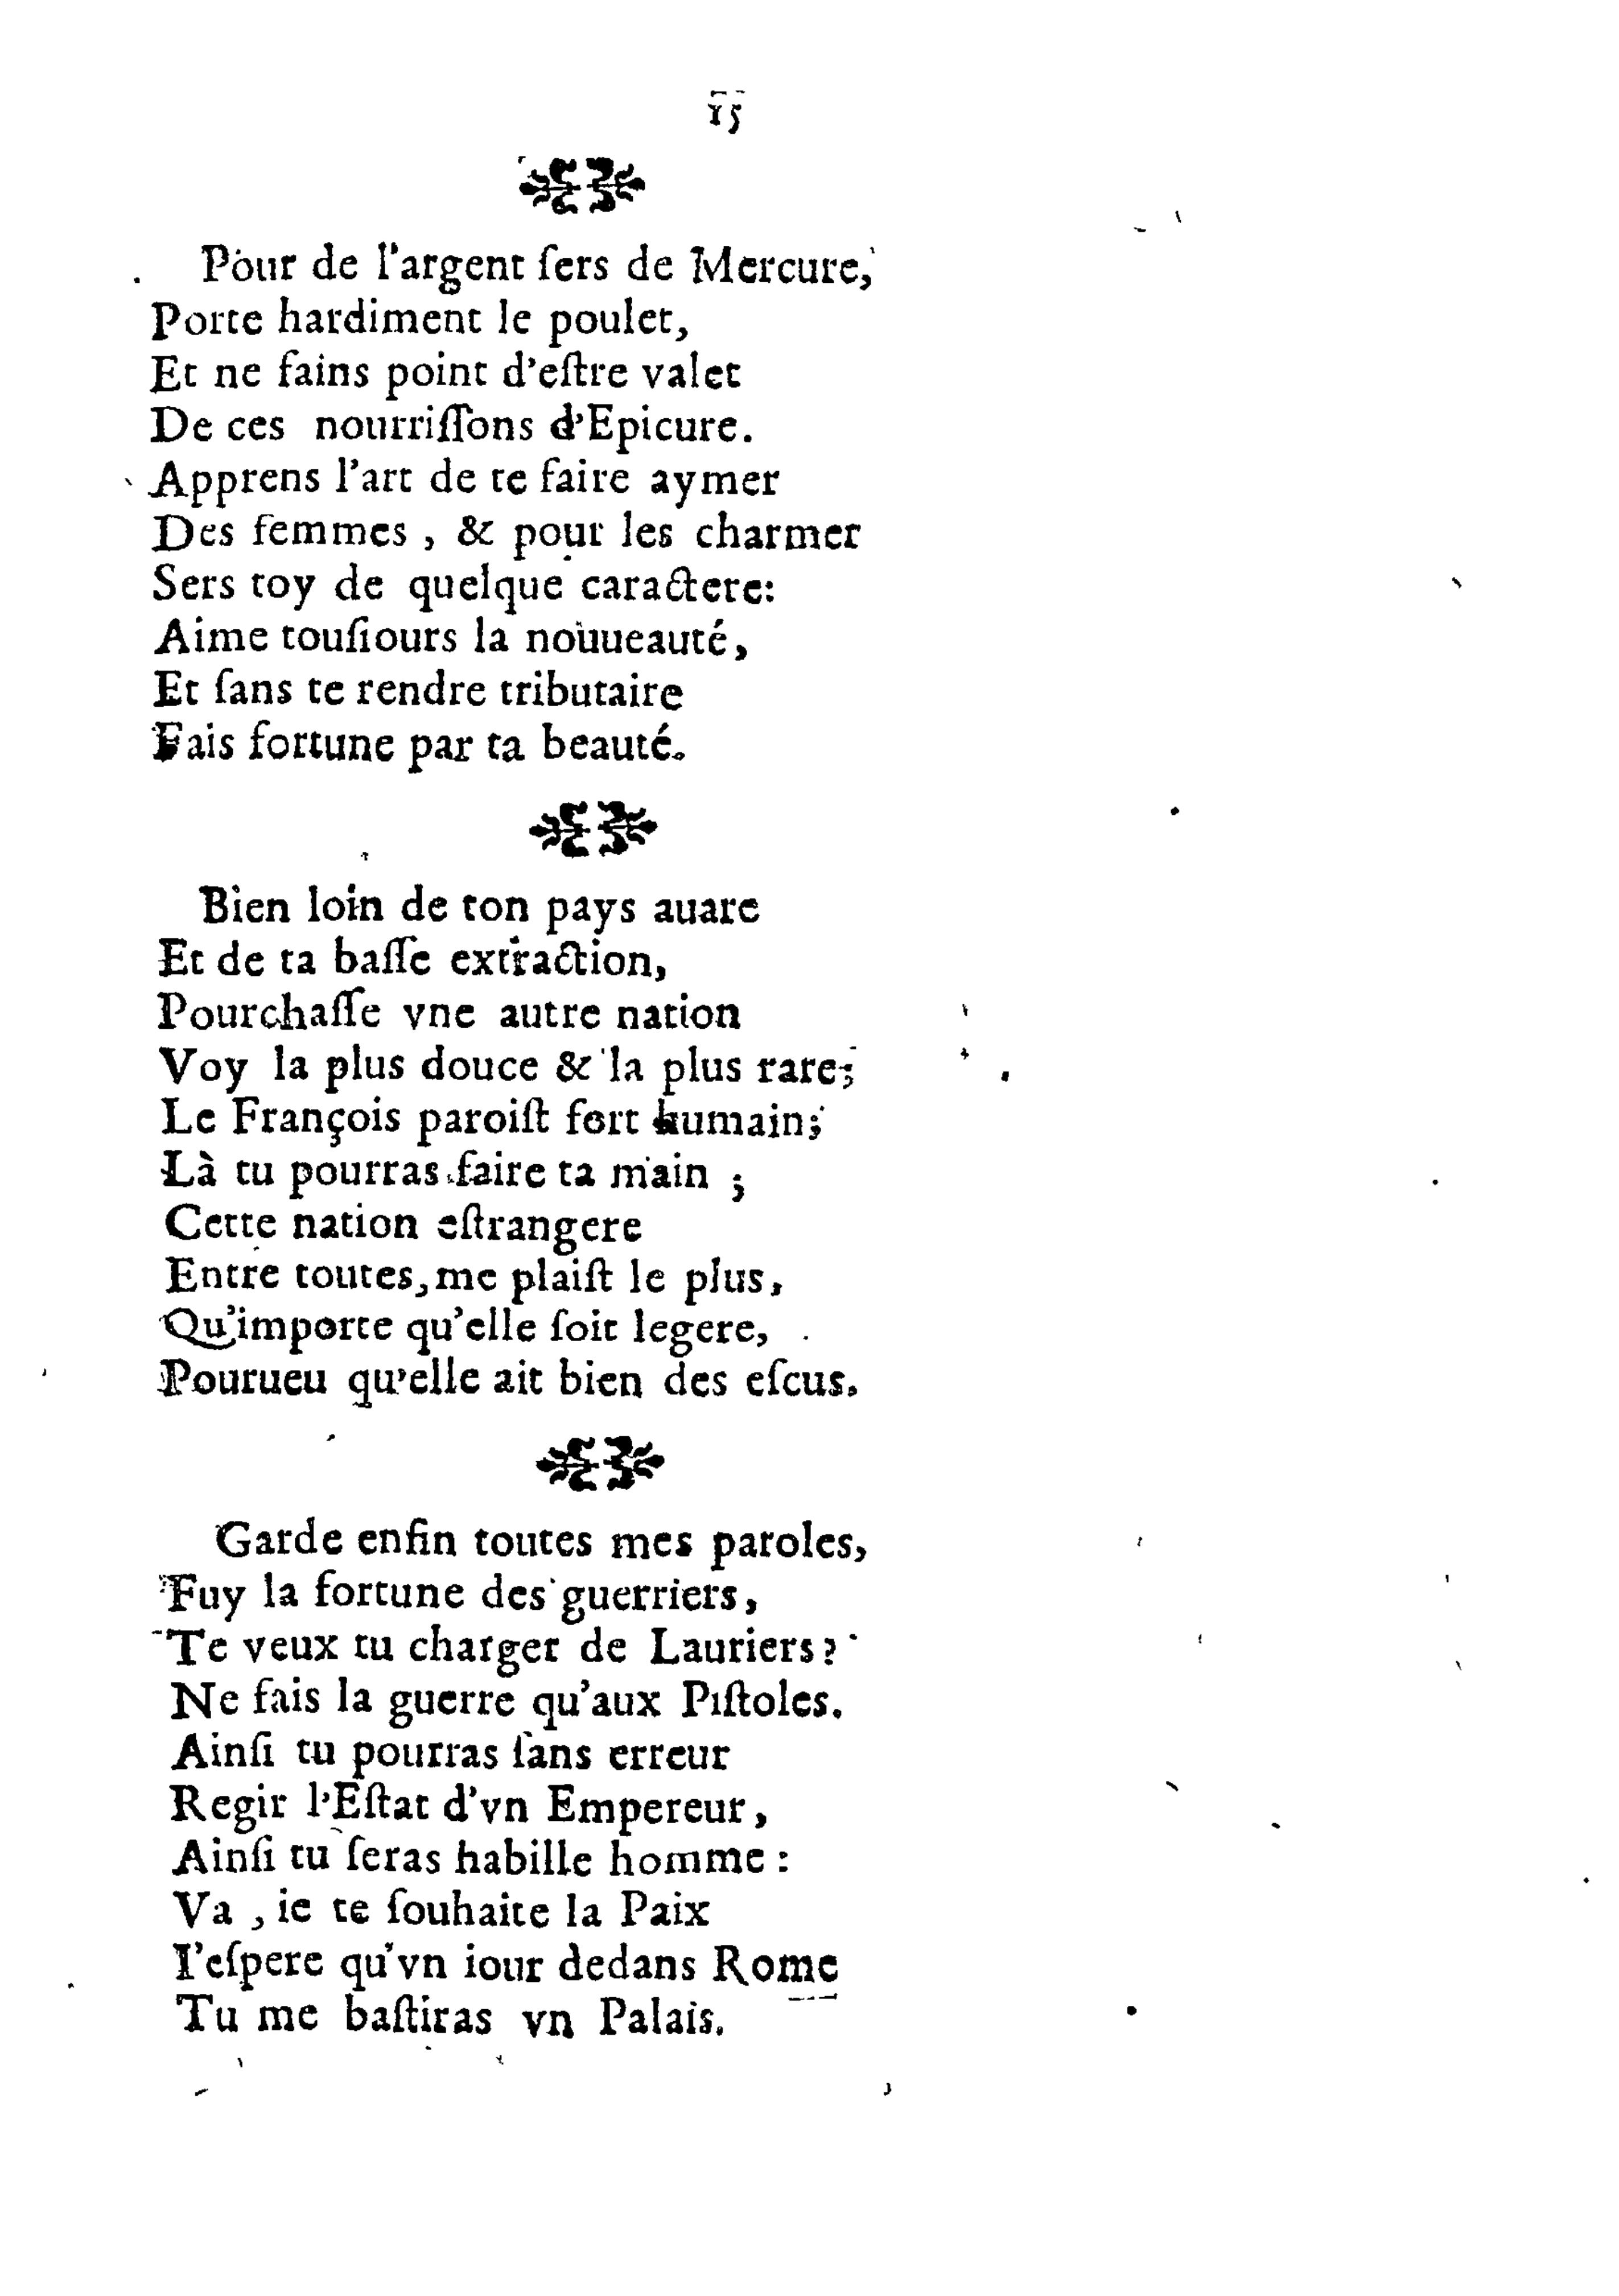 15
Pour de l'argent ſers de Mercure,
Porte hardiment le poulet,
Et ne fains point d'eſtre valet
De ces nourriſſons d'Epicure.
Apprens l'art de te faire aymer
Des femmes, & pour les charmer
Sers toy de quelque caractere:
Aime touſiours la nouueauté,
Et ſans te rendre tributaire
Fais fortune par ta beauté.
Bien loin de ton pays auare
Et de ta baſſe extraction,
Pourchaſſe vne autre nation
Voy la plus douce & la plus rare;
Le François paroiſt fort humain;
Là tu pourras faire ta main ;
Cette nation eſtrangere
Entre toutes, me plaiſt le plus,
Qu'importe qu'elle ſoit legere,
Pourueu qu'elle ait bien des eſcus.
Garde enfin toutes mes paroles,
Fuy la fortune des guerriers,
Te veux tu charger de Lauriers?
Ne fais la guerre qu'aux Piſtoles.
Ainſi tu pourras ſans erreur
Regir l'Eſtat d'vn Empereur,
Ainſi tu ſeras habille homme :
Va, ie te ſouhaite la Paix
I'eſpere qu'vn iour dedans Rome
Tu me baſtiras vn Palais.